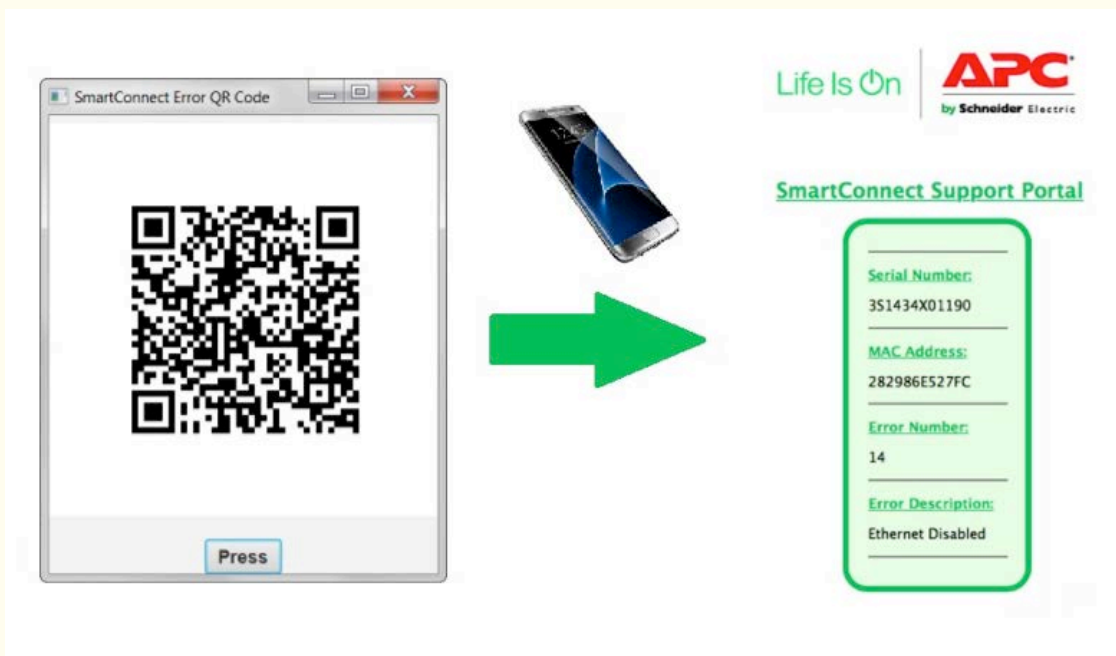 SmartConnect Error QR Code
Press
Life Is On
APC
by Schneider Electric
SmartConnect Support Portal
Serial Number:
3S1434X01190
MAC Address:
282986E527FC
Error Number:
14
Error Description:
Ethernet Disabled